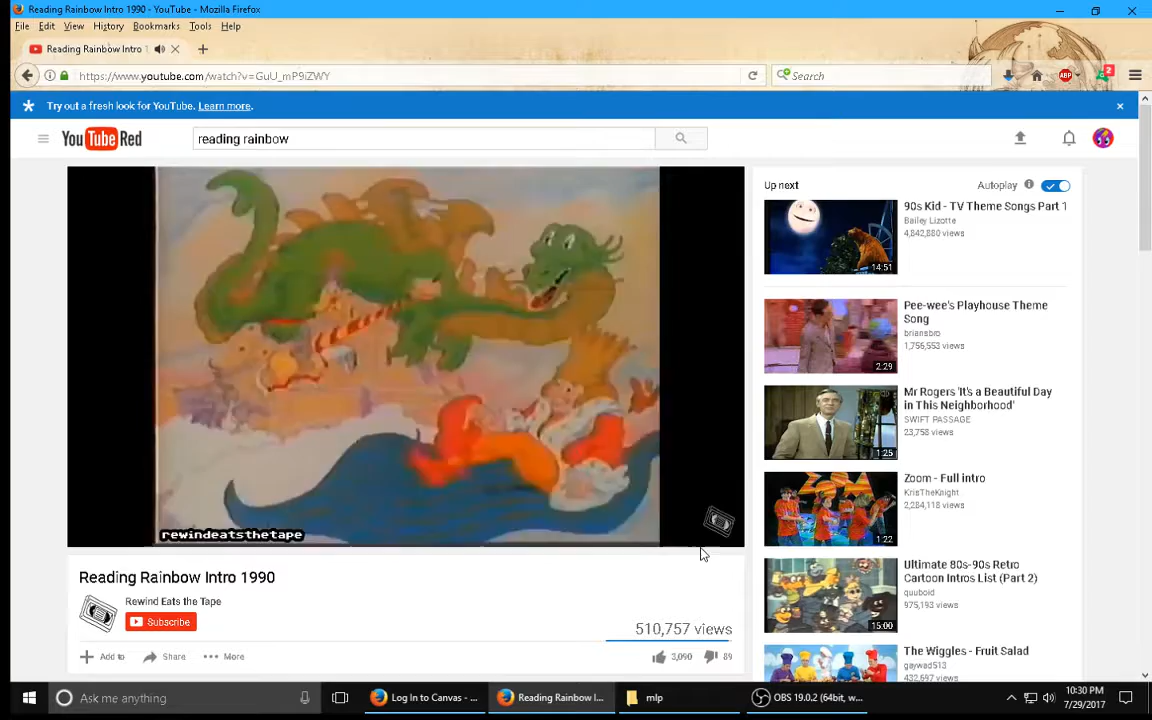 Reading Rainbow Intro 1990 - YouTube - Mozilla Firefox
File Edit View History Bookmarks Tools Help
Reading Rainbow Intro 1
https://www.youtube.com/watch?v=GuU_mP9iZWY
Search
ABP
2
Try out a fresh look for YouTube. Learn more.
YouTube Red
reading rainbow
rewindeatsthetape
Reading Rainbow Intro 1990
Rewind Eats the Tape
Subscribe
510,757 views
Add to Share More
3,090 89
Up next
Autoplay
90s Kid - TV Theme Songs Part 1
Bailey Lizotte
4,842,880 views
14:51
Pee-wee's Playhouse Theme
Song
briansbro
1,756,553 views
2:29
Mr Rogers 'It's a Beautiful Day
in This Neighborhood'
SWIFT PASSAGE
23,758 views
1:25
Zoom - Full intro
KrisTheKnight
2,284,118 views
1:22
Ultimate 80s-90s Retro
Cartoon Intros List (Part 2)
quuboid
975,193 views
15:00
The Wiggles - Fruit Salad
gaywad513
432,697 views
Ask me anything
Log In to Canvas - ...
Reading Rainbow I...
mlp
OBS 19.0.2 (64bit, w...
10:30 PM
7/29/2017